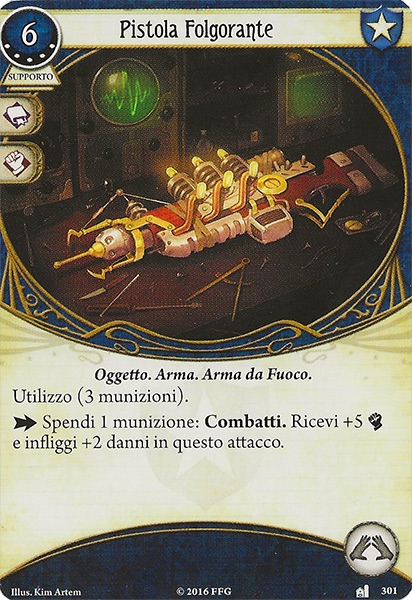 6
Pistola Folgorante
SUPPORTO
Oggetto. Arma. Arma da Fuoco.
Utilizzo (3 munizioni).
Spendi 1 munizione: Combatti. Ricevi +5
e infliggi +2 danni in questo attacco.
Illus. Kim Artem
© 2016 FFG
301